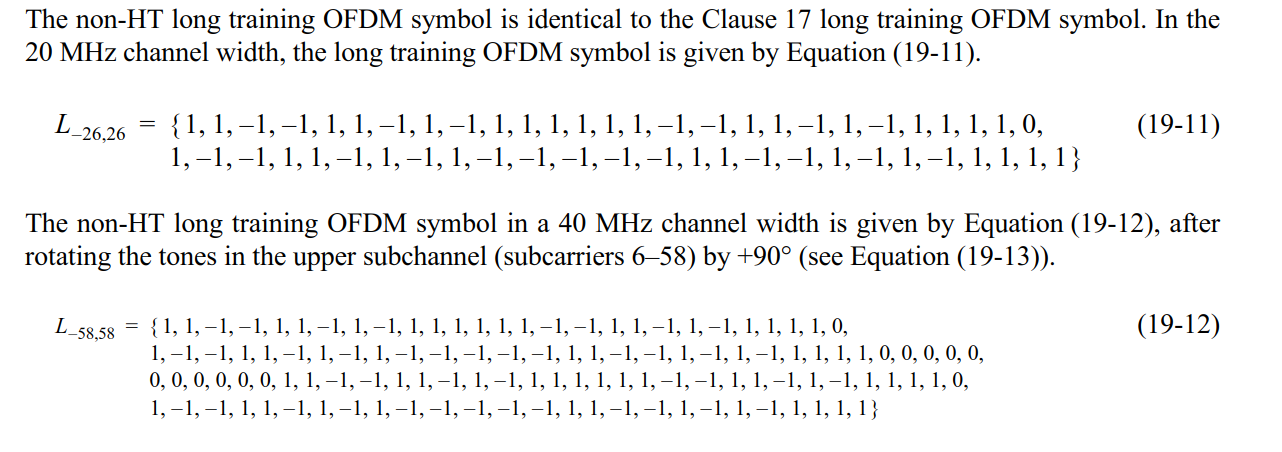 The non-HT long training OFDM symbol is identical to the Clause 17 long training OFDM symbol. In the
20 MHz channel width, the long training OFDM symbol is given by Equation (19-11).
L–26,26 = {1, 1, –1, –1, 1, 1, –1, 1, –1, 1, 1, 1, 1, 1, 1, –1, –1, 1, 1, –1, 1, –1, 1, 1, 1, 1, 0, (19-11)
1, –1, –1, 1, 1, –1, 1, –1, 1, –1, –1, –1, –1, –1, 1, 1, –1, –1, 1, –1, 1, –1, 1, 1, 1, 1}
The non-HT long training OFDM symbol in a 40 MHz channel width is given by Equation (19-12), after
rotating the tones in the upper subchannel (subcarriers 6–58) by +90° (see Equation (19-13)).
L–58,58 = {1, 1, –1, –1, 1, 1, –1, 1, –1, 1, 1, 1, 1, 1, 1, –1, –1, 1, 1, –1, 1, –1, 1, 1, 1, 1, 0, (19-12)
1, –1, –1, 1, 1, –1, 1, –1, 1, –1, –1, –1, –1, –1, 1, 1, –1, –1, 1, –1, 1, –1, 1, 1, 1, 1, 0, 0, 0, 0, 0,
0, 0, 0, 0, 0, 0, 1, 1, –1, –1, 1, 1, –1, 1, –1, 1, 1, 1, 1, 1, 1, –1, –1, 1, 1, –1, 1, –1, 1, 1, 1, 1, 0,
1, –1, –1, 1, 1, –1, 1, –1, 1, –1, –1, –1, –1, –1, 1, 1, –1, –1, 1, –1, 1, –1, 1, 1, 1, 1}